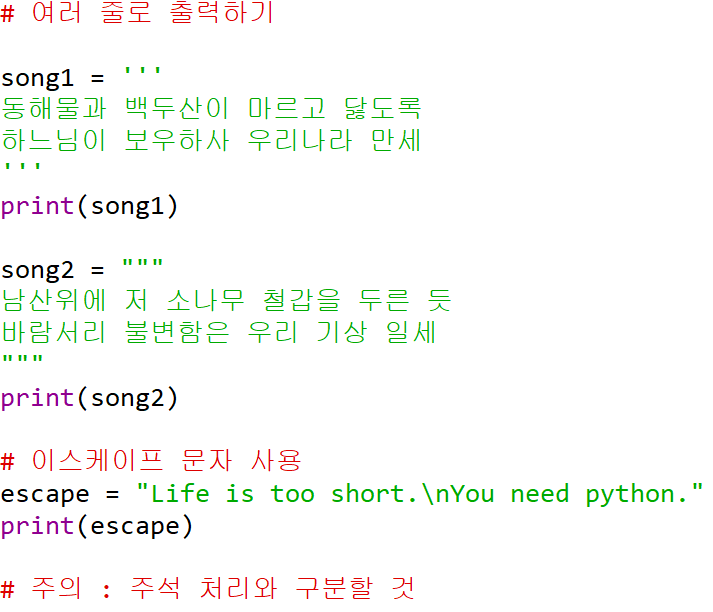 # 여러 줄로 출력하기
song1 = '''
동해물과 백두산이 마르고 닳도록
하느님이 보우하사 우리나라 만세
'''
print(song1)
song2 = """
남산위에 저 소나무 철갑을 두른 듯
바람서리 불변함은 우리 기상 일세
"""
print(song2)
# 이스케이프 문자 사용
escape = "Life is too short.\nYou need python."
print(escape)
# 주의 : 주석 처리와 구분할 것